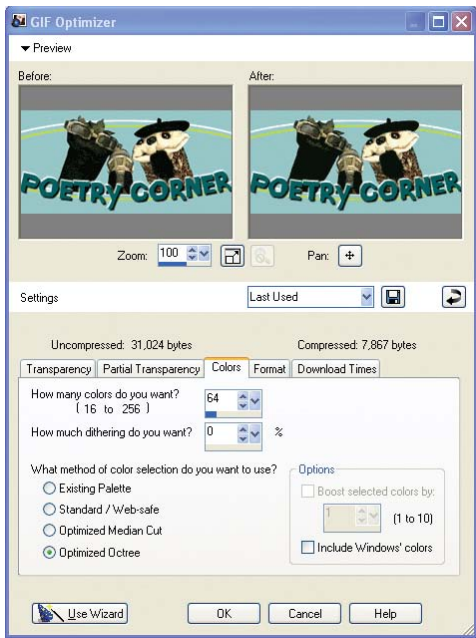 GIF Optimizer
Preview
Before:
After:
POETRY CORNER
POETRY CORNER
Zoom: 100
Pan:
Settings
Last Used
Uncompressed: 31,024 bytes
Compressed: 7,867 bytes
Transparency Partial Transparency Colors Format Download Times
How many colors do you want? 64
( 16 to 256 )
How much dithering do you want? 0 %
What method of color selection do you want to use?
Existing Palette
Standard / Web-safe
Optimized Median Cut
Optimized Octree
Options
Boost selected colors by:
1 (1 to 10)
Include Windows' colors
Use Wizard OK Cancel Help